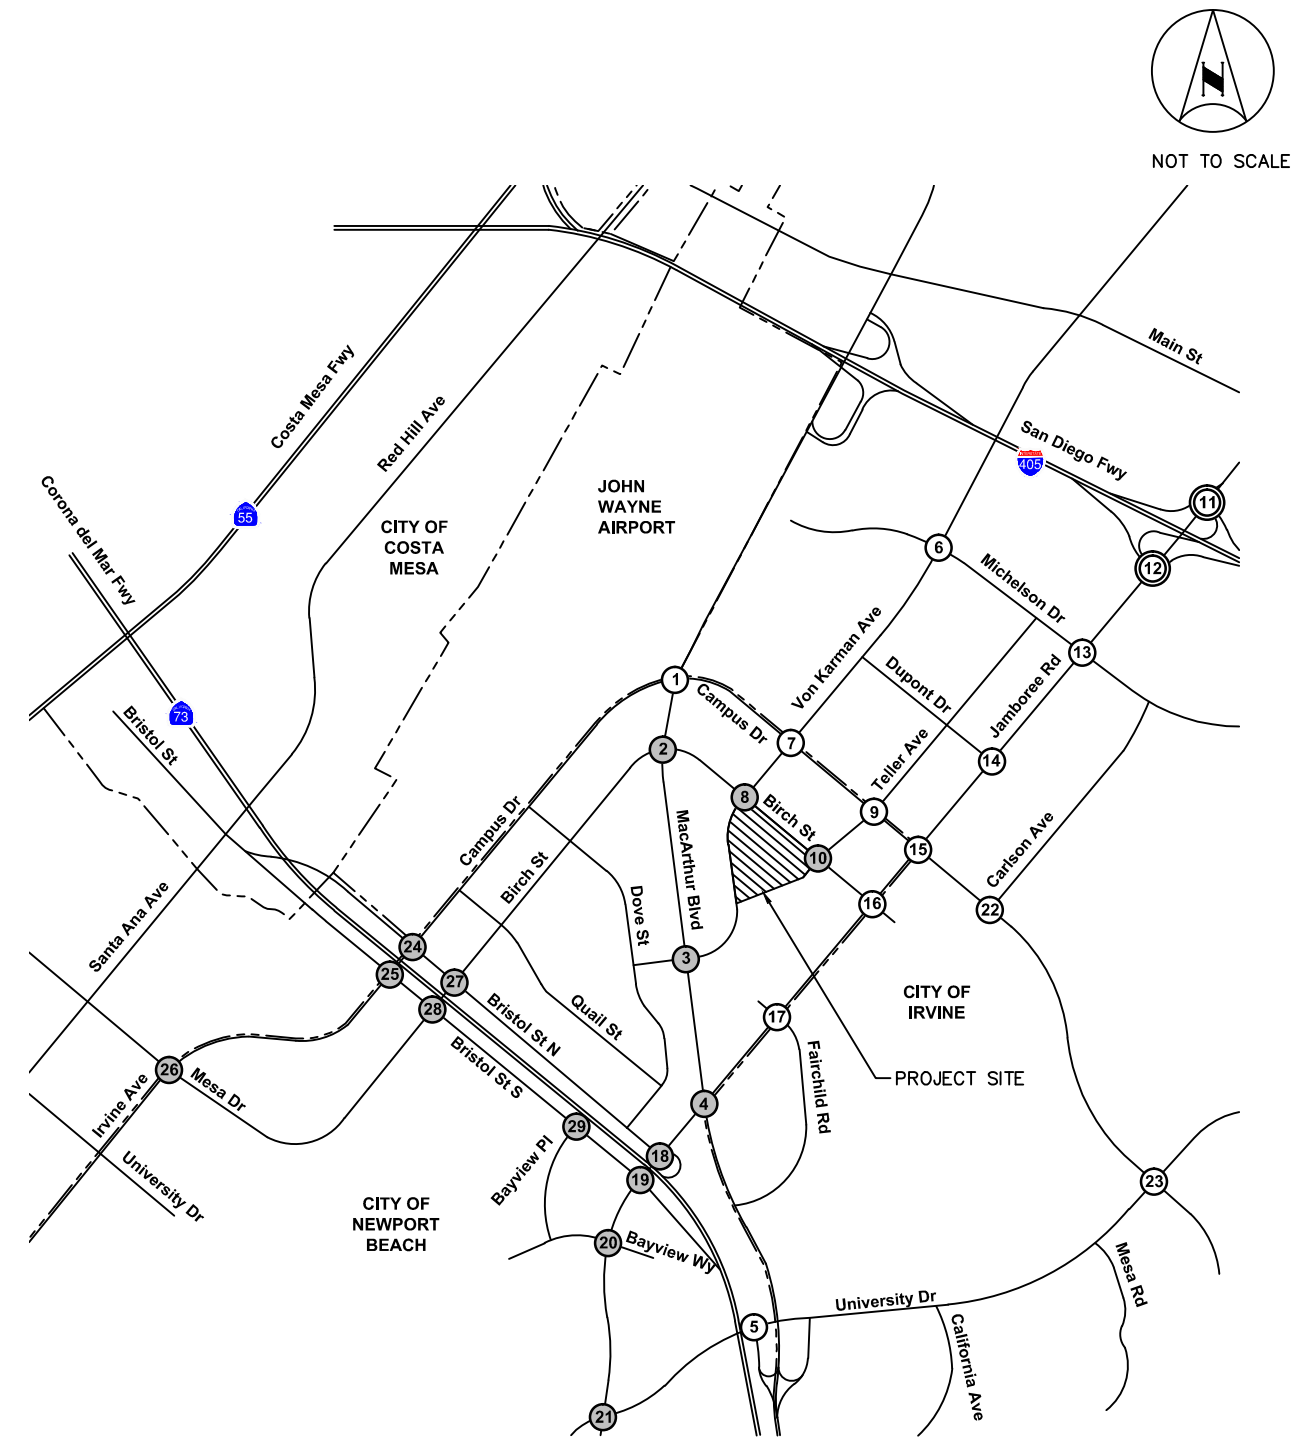 N
NOT TO SCALE
Main St
Costa Mesa Fwy
Red Hill Ave
San Diego Fwy
405
Corona del Mar Fwy
55
JOHN
WAYNE
AIRPORT
11
CITY OF
COSTA
MESA
6
12
Michelson Dr
Von Karman Ave
13
Dupont Dr
Jamboree Rd
1
Campus Dr
73
Bristol St
7
2
Teller Ave
14
8
Birch St
9
MacArthur Blvd
Campus Dr
15
10
Carlson Ave
Birch St
16
22
Dove St
Santa Ana Ave
24
3
25
27
Quail St
CITY OF
IRVINE
28
Bristol St N
17
Bristol St S
Fairchild Rd
26
Mesa Dr
PROJECT SITE
Irvine Ave
4
29
Bayview Pl
18
University Dr
19
23
CITY OF
NEWPORT
BEACH
20
Bayview Wy
Mesa Rd
University Dr
5
California Ave
21